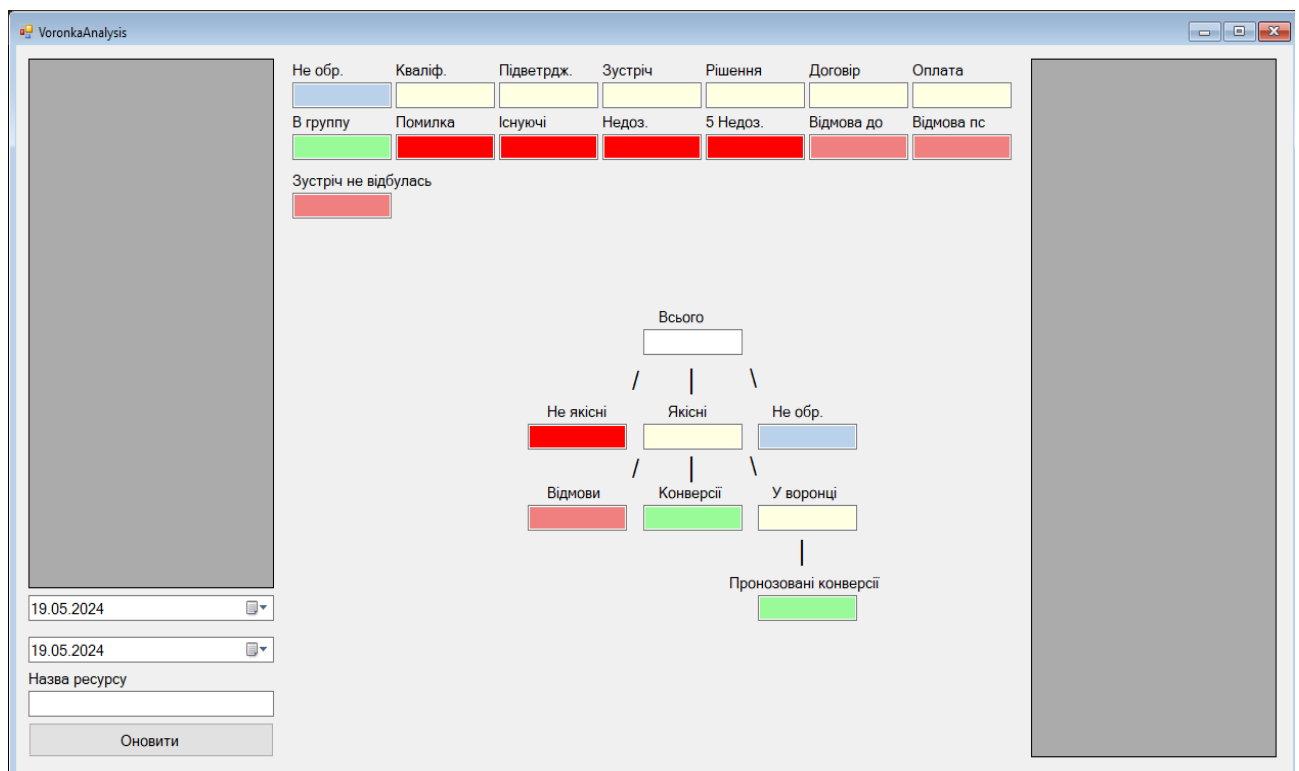 VoronkaAnalysis
Не обр. Кваліф. Підветрдж. Зустріч Рішення Договір Оплата
В группу Помилка Існуючі Недоз. 5 Недоз. Відмова до Відмова пс
Зустріч не відбулась
Всього
/ | \
Не якісні Якісні Не обр.
/ | \
Відмови Конверсії У воронці
|
Пронозовані конверсії
19.05.2024
19.05.2024
Назва ресурсу
Оновити